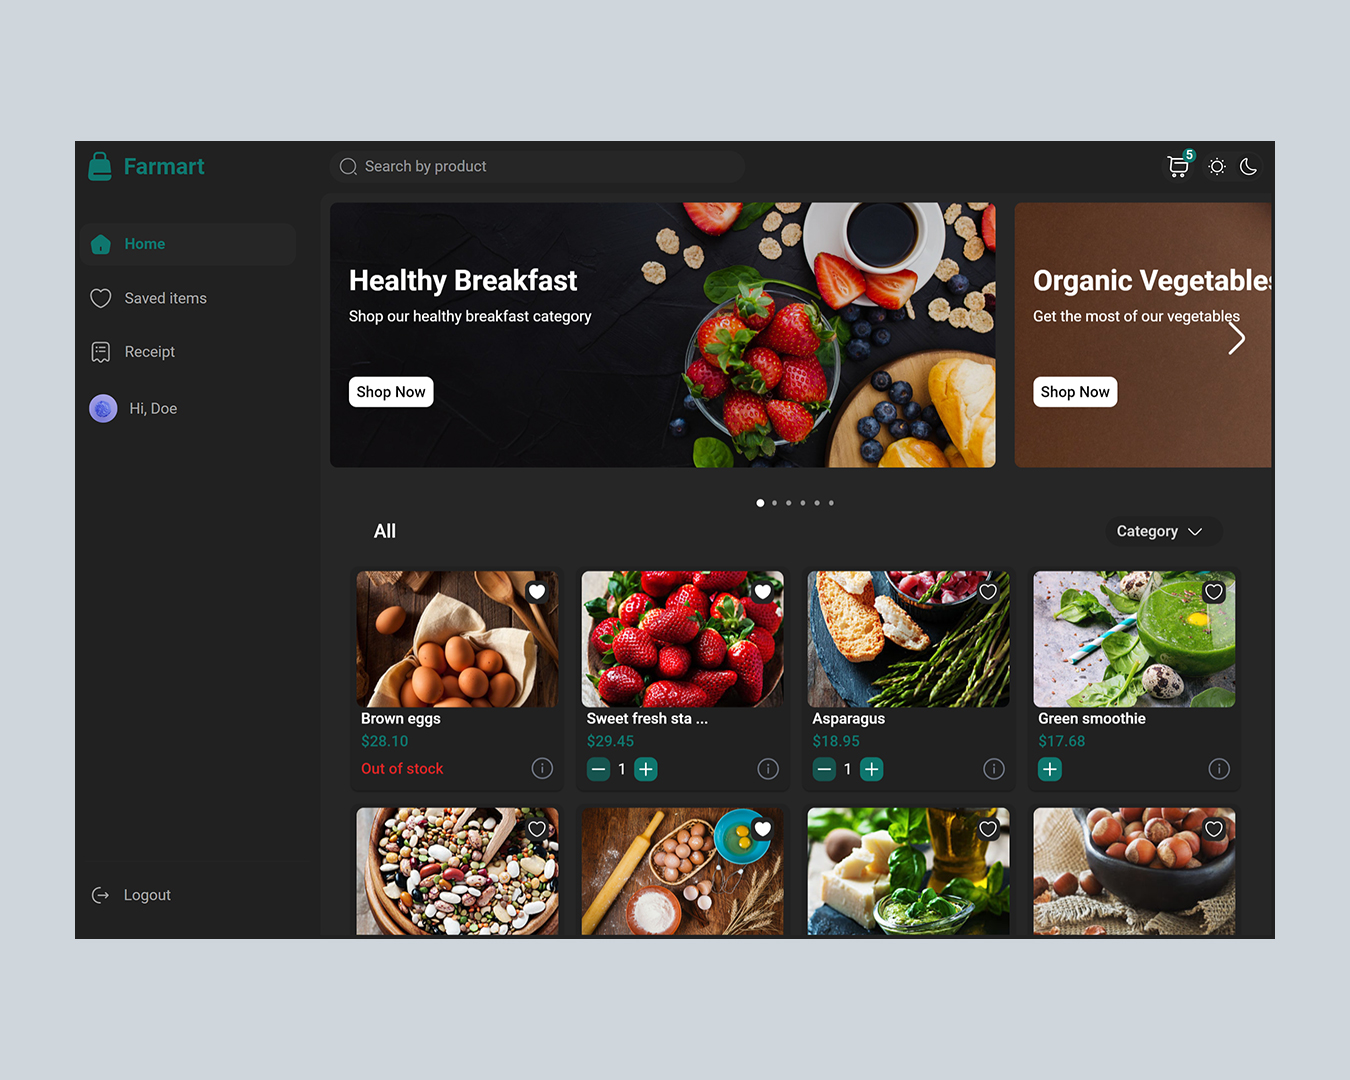 Farmart
Search by product
5
Home
Saved items
Receipt
Hi, Doe
Logout
Healthy Breakfast
Shop our healthy breakfast category
Shop Now
Organic Vegetables
Get the most of our vegetables
Shop Now
All
Category
Brown eggs
$28.10
Out of stock
Sweet fresh sta ...
$29.45
1
Asparagus
$18.95
1
Green smoothie
$17.68